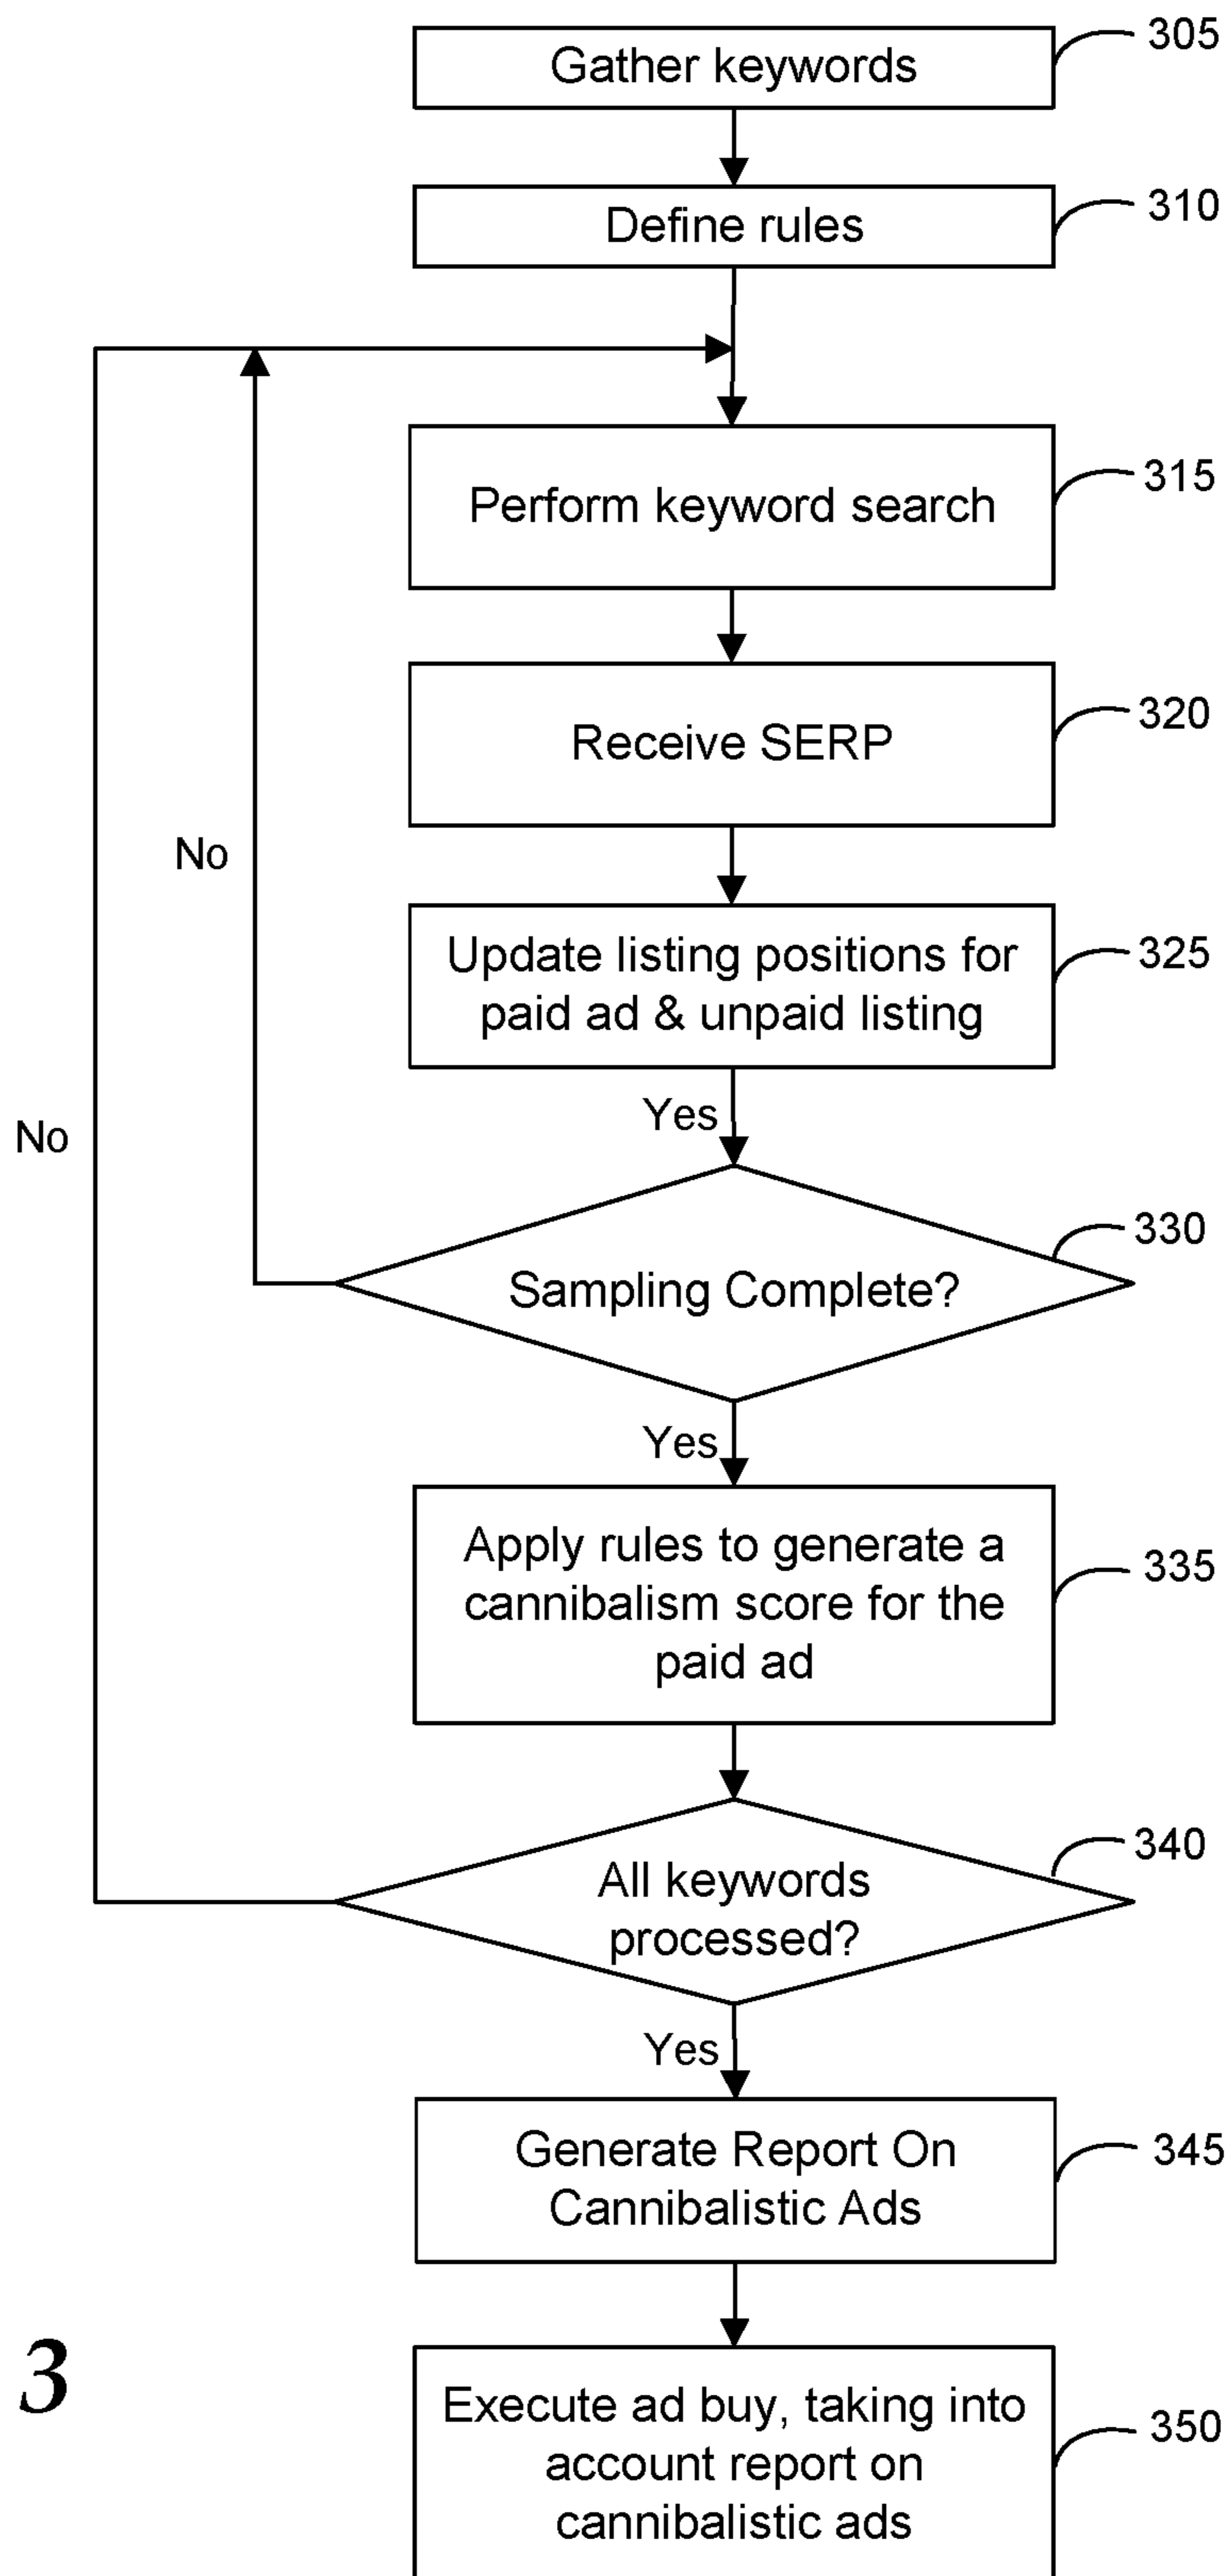 Gather keywords
305
Define rules
310
Perform keyword search
315
Receive SERP
320
No
Update listing positions for
paid ad & unpaid listing
325
Yes
No
Sampling Complete?
330
Yes
Apply rules to generate a
cannibalism score for the
paid ad
335
All keywords
processed?
340
Yes
Generate Report On
Cannibalistic Ads
345
3
Execute ad buy, taking into
account report on
cannibalistic ads
350